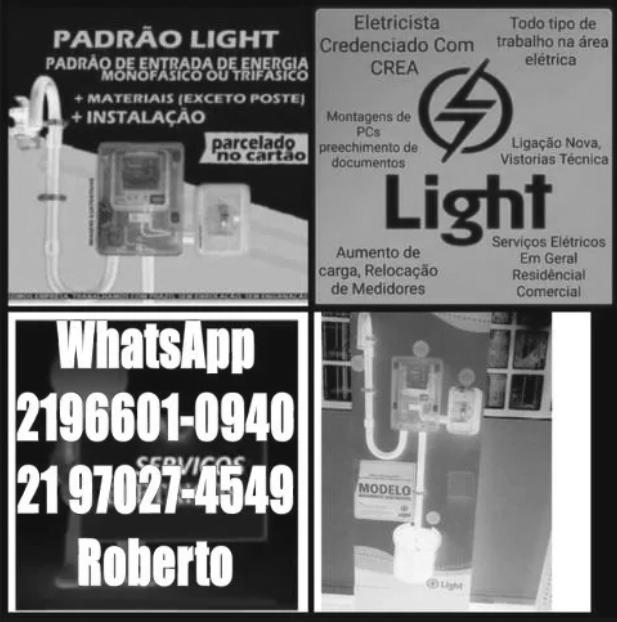 PADRÃO LIGHT
PADRÃO DE ENTRADA DE ENERGIA
MONOFÁSICO OU TRIFÁSICO
+ MATERIAIS (EXCETO POSTE)
+ INSTALAÇÃO
parcelado
no cartão
Eletricista
Credenciado Com
CREA
Todo tipo de
trabalho na área
elétrica
Montagens de
PCs
preechimento de
documentos
Ligação Nova,
Vistorias Técnica
Light
Aumento de
carga, Relocação
de Medidores
Serviços Elétricos
Em Geral
Residêncial
Comercial
WhatsApp
2196601-0940
SERVIÇOS
21 97027-4549
Roberto
MODELO
Light